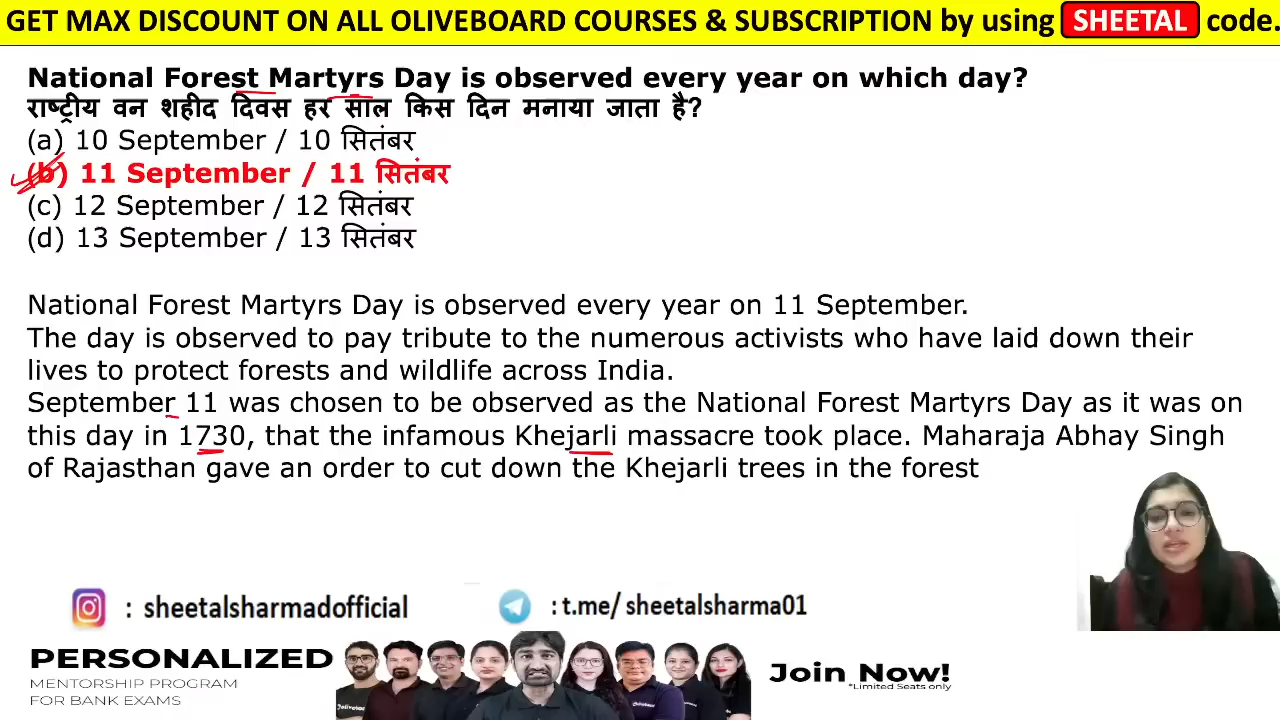 GET MAX DISCOUNT ON ALL OLIVEBOARD COURSES & SUBSCRIPTION by using SHEETAL code.
National Forest Martyrs Day is observed every year on which day?
राष्ट्रीय वन शहीद दिवस हर साल किस दिन मनाया जाता है?
(a) 10 September / 10 सितंबर
(b) 11 September / 11 सितंबर
(c) 12 September / 12 सितंबर
(d) 13 September / 13 सितंबर
National Forest Martyrs Day is observed every year on 11 September.
The day is observed to pay tribute to the numerous activists who have laid down their
lives to protect forests and wildlife across India.
September 11 was chosen to be observed as the National Forest Martyrs Day as it was on
this day in 1730, that the infamous Khejarli massacre took place. Maharaja Abhay Singh
of Rajasthan gave an order to cut down the Khejarli trees in the forest
: sheetalsharmadofficial
: t.me/ sheetalsharma01
PERSONALIZED
MENTORSHIP PROGRAM
FOR BANK EXAMS
Join Now!
*Limited Seats only